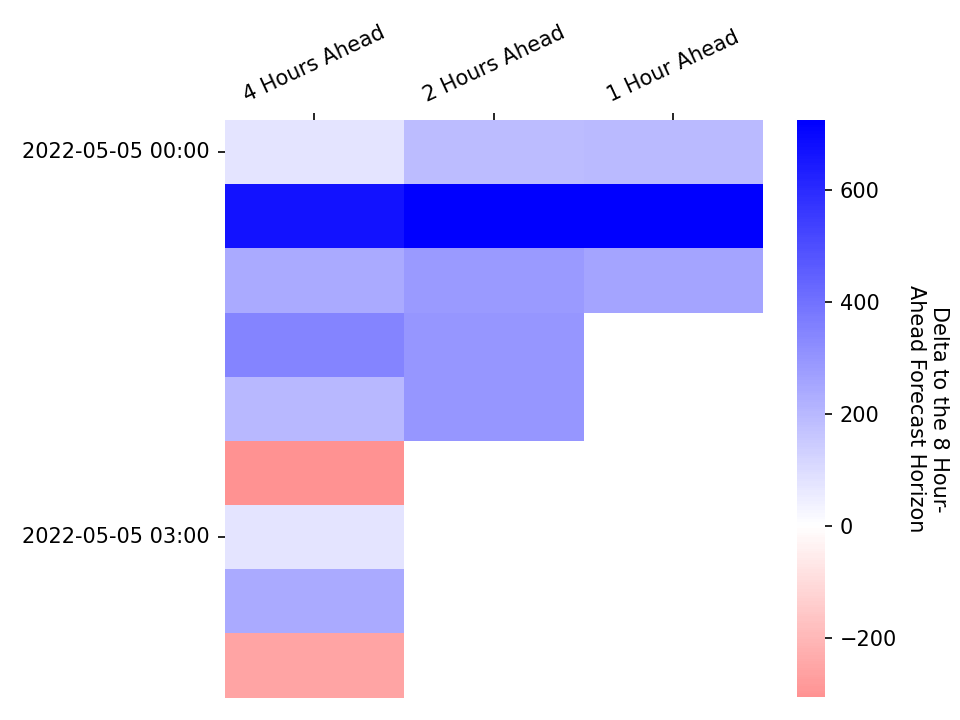 4 Hours Ahead
2 Hours Ahead
1 Hour Ahead
2022-05-05 00:00
2022-05-05 03:00
600
400
200
0
−200
Delta to the 8 Hour-
Ahead Forecast Horizon